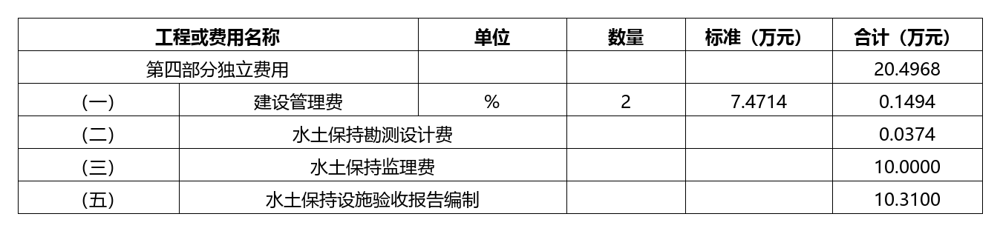 工程或费用名称 单位 数量 标准（万元） 合计（万元）
第四部分独立费用 20.4968
（一） 建设管理费 % 2 7.4714 0.1494
（二） 水土保持勘测设计费 0.0374
（三） 水土保持监理费 10.0000
（五） 水土保持设施验收报告编制 10.3100